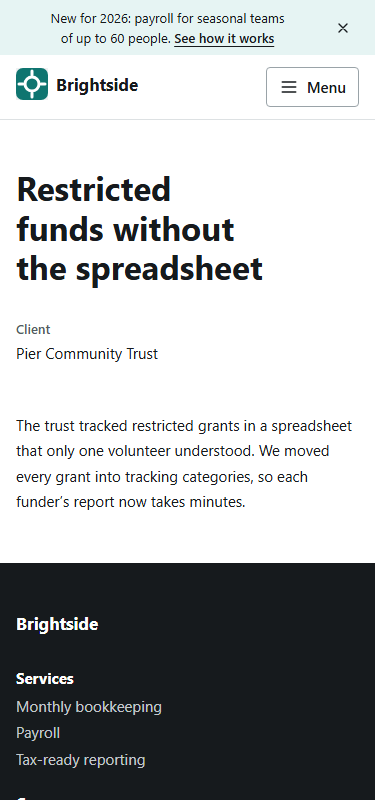 New for 2026: payroll for seasonal teams
of up to 60 people. See how it works
Brightside
Menu
Restricted
funds without
the spreadsheet
Client
Pier Community Trust
The trust tracked restricted grants in a spreadsheet
that only one volunteer understood. We moved
every grant into tracking categories, so each
funder’s report now takes minutes.
Brightside
Services
Monthly bookkeeping
Payroll
Tax-ready reporting